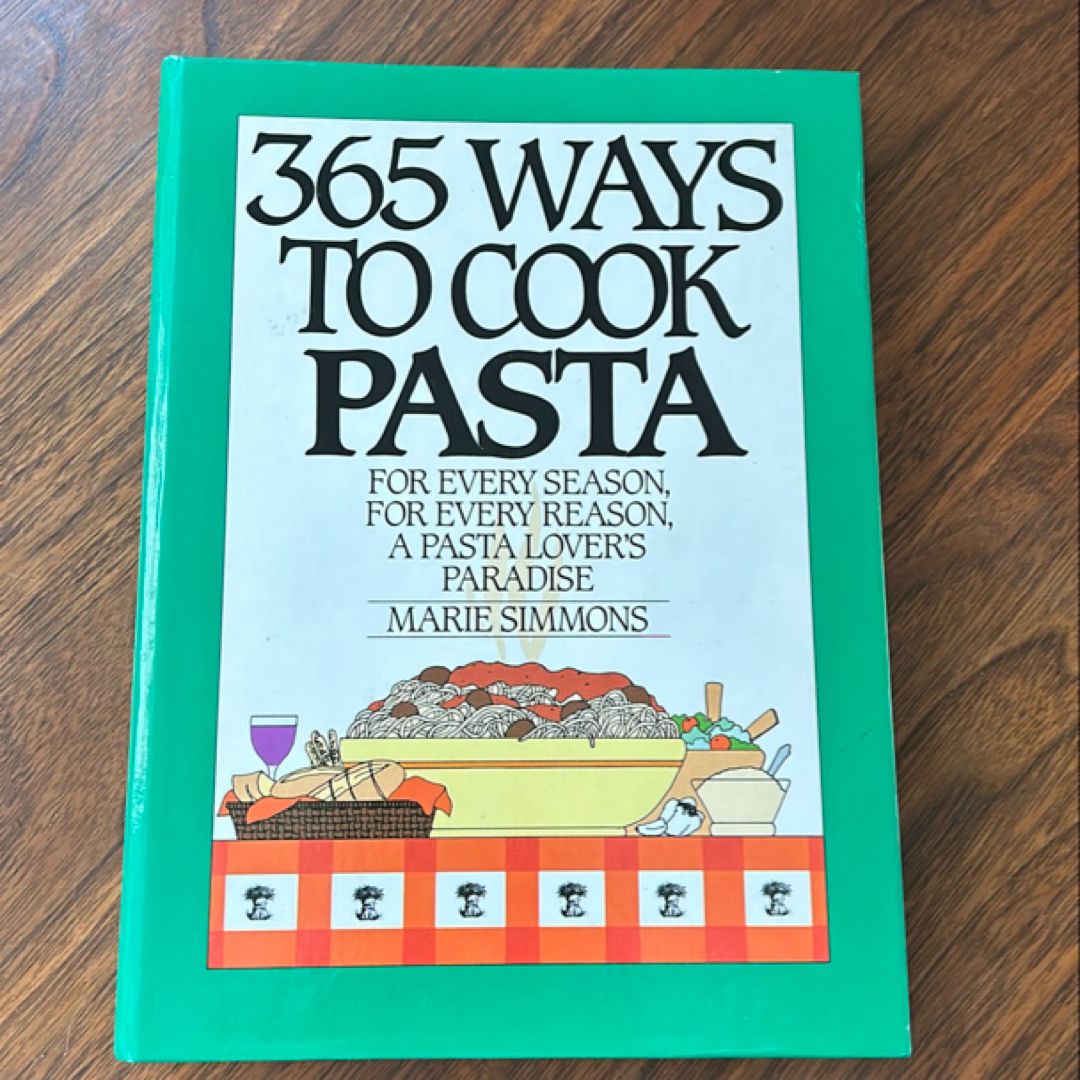 365 WAYS
TO COOK
PASTA
FOR EVERY SEASON,
FOR EVERY REASON,
A PASTA LOVER'S
PARADISE
MARIE SIMMONS